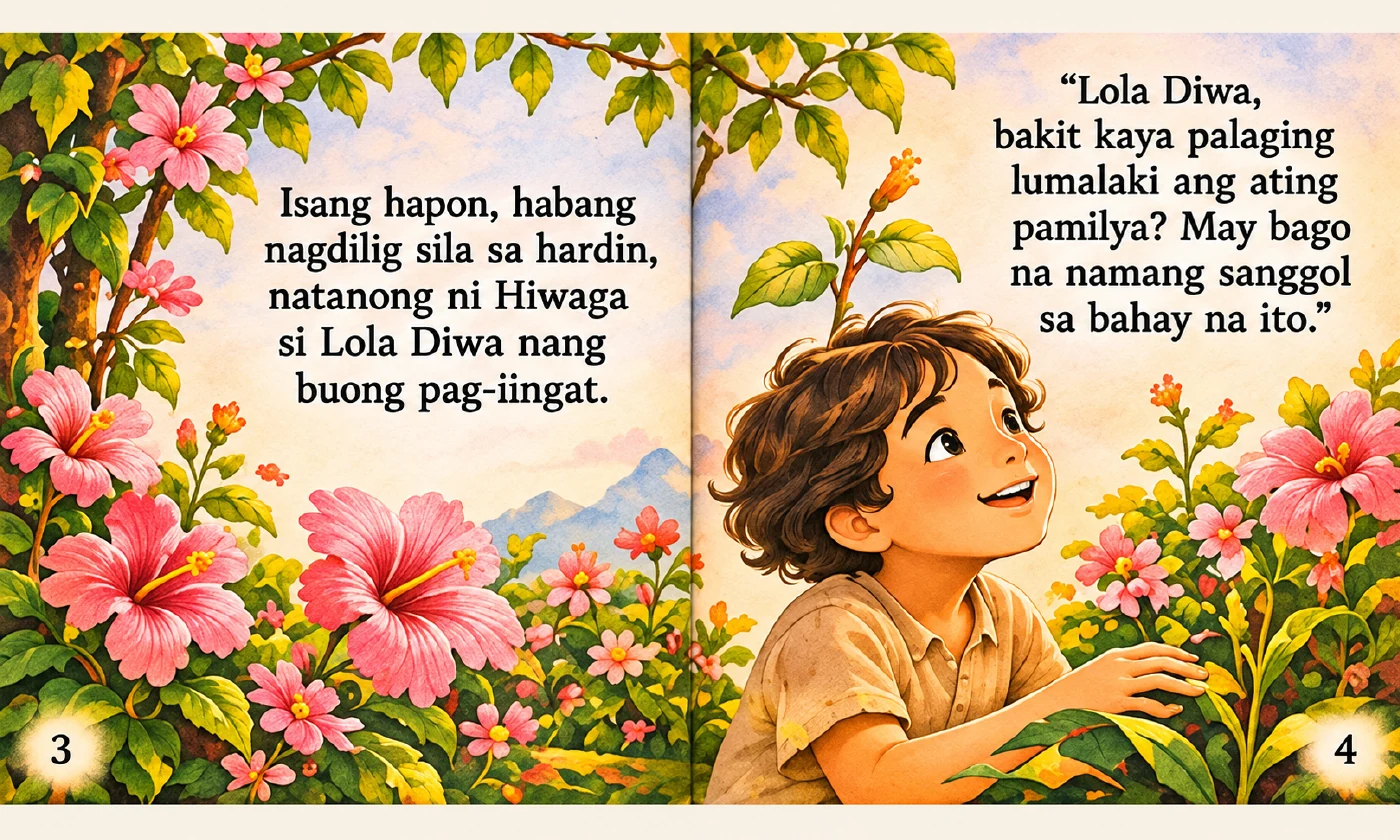 Isang hapon, habang
nagdilig sila sa hardin,
natanong ni Hiwaga
si Lola Diwa nang
buong pag-iingat.
3
“Lola Diwa,
bakit kaya palaging
lumalaki ang ating
pamilya? May bago
na namang sanggol
sa bahay na ito.”
4